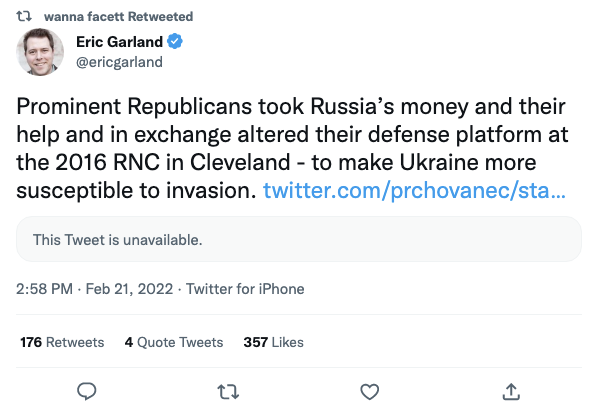 wanna facett Retweeted
Eric Garland
@ericgarland
Prominent Republicans took Russia’s money and their
help and in exchange altered their defense platform at
the 2016 RNC in Cleveland - to make Ukraine more
susceptible to invasion. twitter.com/prchovanec/sta...
This Tweet is unavailable.
2:58 PM · Feb 21, 2022 · Twitter for iPhone
176 Retweets 4 Quote Tweets 357 Likes